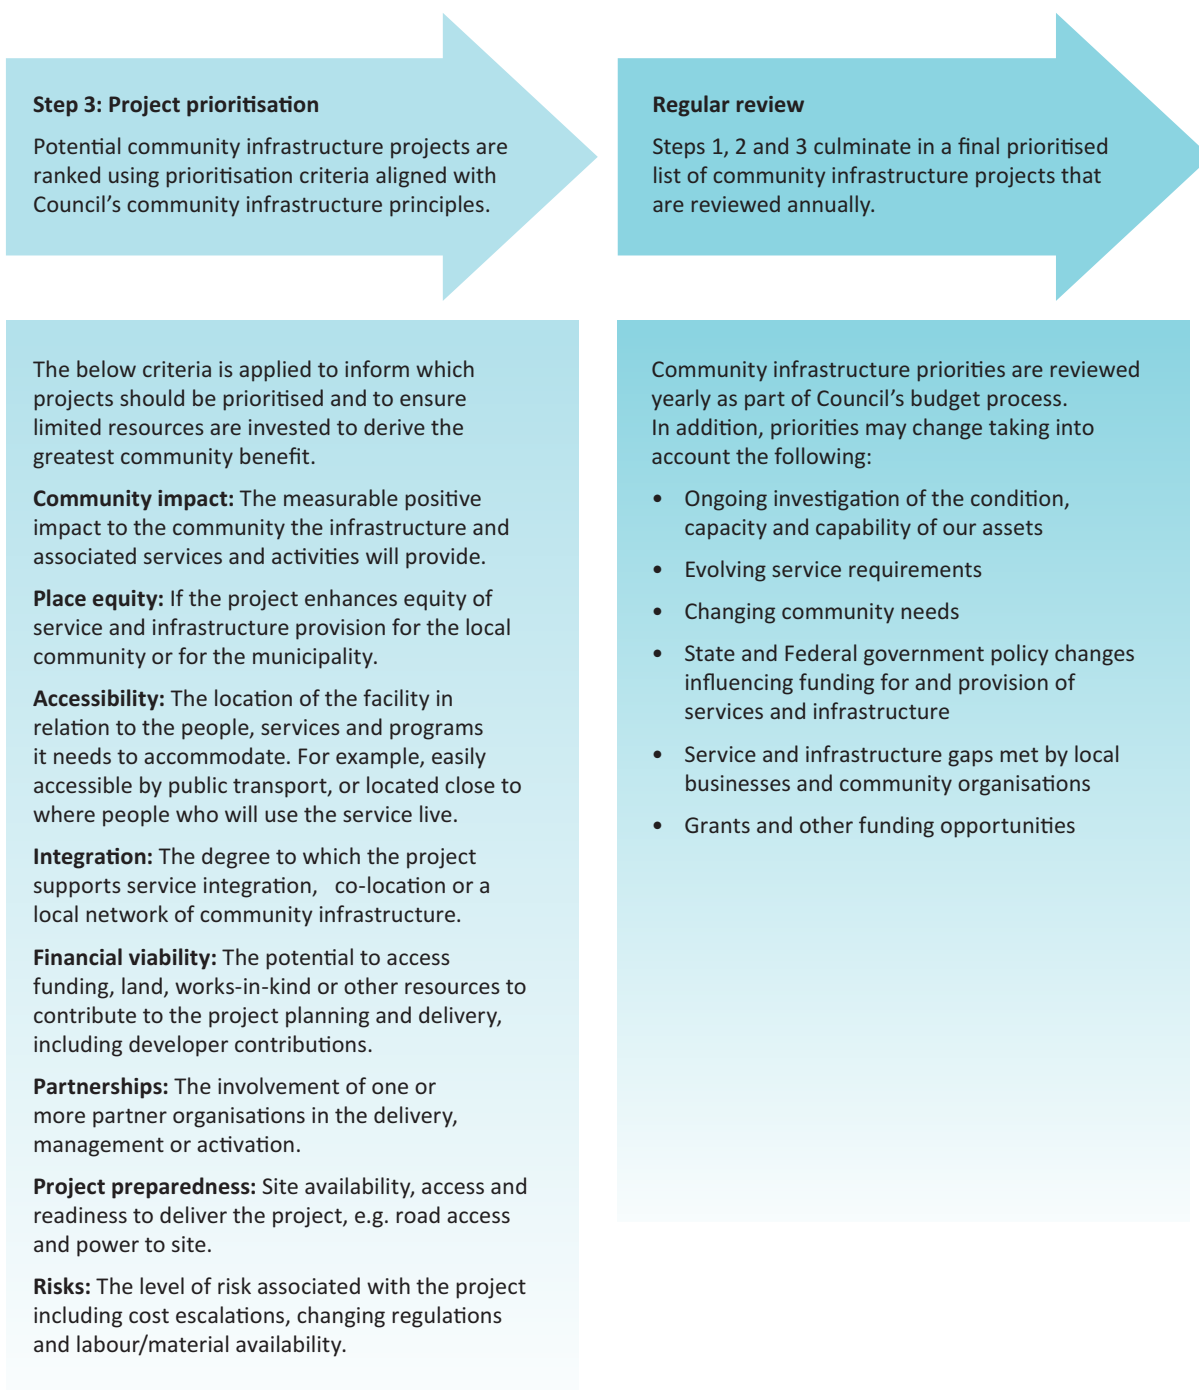 Step 3: Project prioritisation
Potential community infrastructure projects are
ranked using prioritisation criteria aligned with
Council's community infrastructure principles.
Regular review
Steps 1, 2 and 3 culminate in a final prioritised
list of community infrastructure projects that
are reviewed annually.
The below criteria is applied to inform which
projects should be prioritised and to ensure
limited resources are invested to derive the
greatest community benefit.
Community impact: The measurable positive
impact to the community the infrastructure and
associated services and activities will provide.
Place equity: If the project enhances equity of
service and infrastructure provision for the local
community or for the municipality.
Accessibility: The location of the facility in
relation to the people, services and programs
it needs to accommodate. For example, easily
accessible by public transport, or located close to
where people who will use the service live.
Integration: The degree to which the project
supports service integration,   co-location or a
local network of community infrastructure.
Financial viability: The potential to access
funding, land, works-in-kind or other resources to
contribute to the project planning and delivery,
including developer contributions.
Partnerships: The involvement of one or
more partner organisations in the delivery,
management or activation.
Project preparedness: Site availability, access and
readiness to deliver the project, e.g. road access
and power to site.
Risks: The level of risk associated with the project
including cost escalations, changing regulations
and labour/material availability.
Community infrastructure priorities are reviewed
yearly as part of Council's budget process.
In addition, priorities may change taking into
account the following:
• Ongoing investigation of the condition,
capacity and capability of our assets
• Evolving service requirements
• Changing community needs
• State and Federal government policy changes
influencing funding for and provision of
services and infrastructure
• Service and infrastructure gaps met by local
businesses and community organisations
• Grants and other funding opportunities